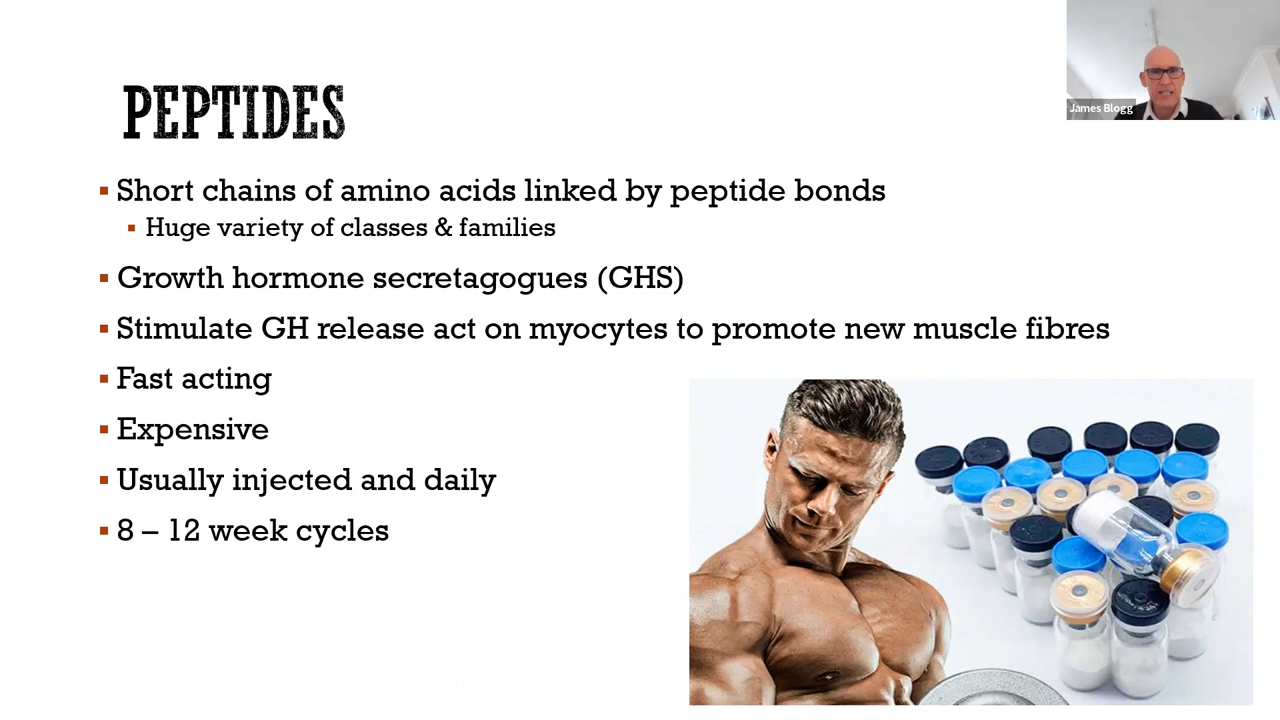 James Blogg
PEPTIDES
Short chains of amino acids linked by peptide bonds
Huge variety of classes & families
Growth hormone secretagogues (GHS)
Stimulate GH release act on myocytes to promote new muscle fibres
Fast acting
Expensive
Usually injected and daily
8 – 12 week cycles